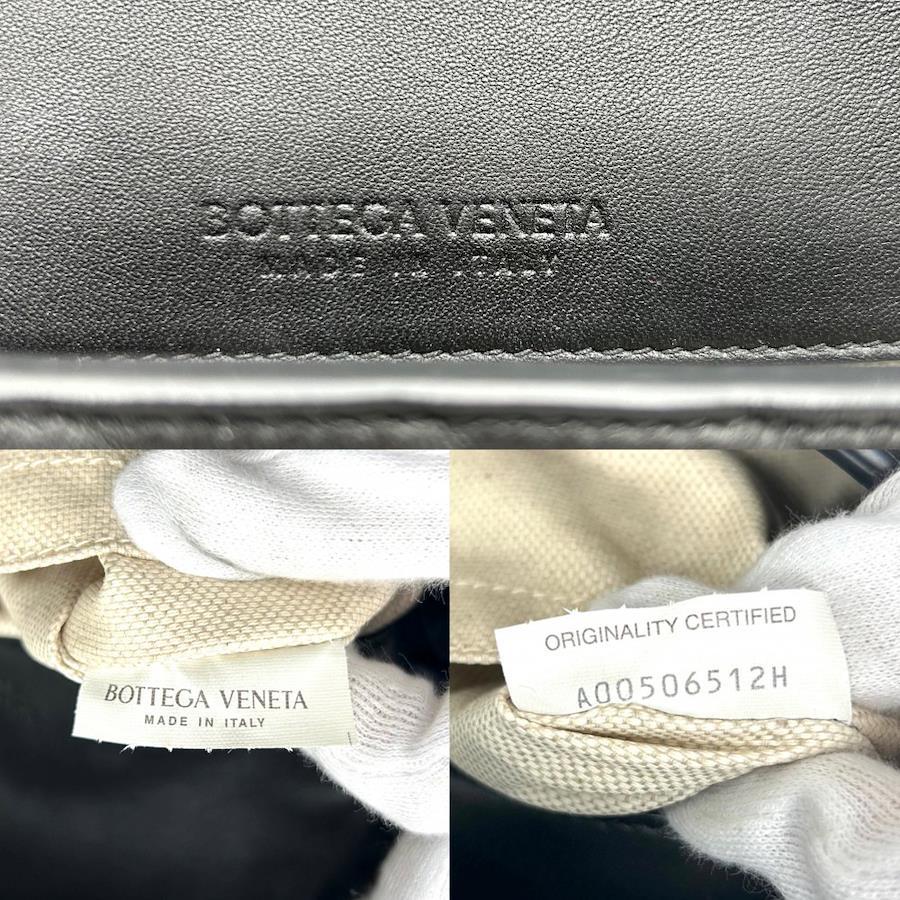 BOTTEGA VENETA
MADE IN ITALY
BOTTEGA VENETA
MADE IN ITALY
ORIGINALITY CERTIFIED
A00506512H